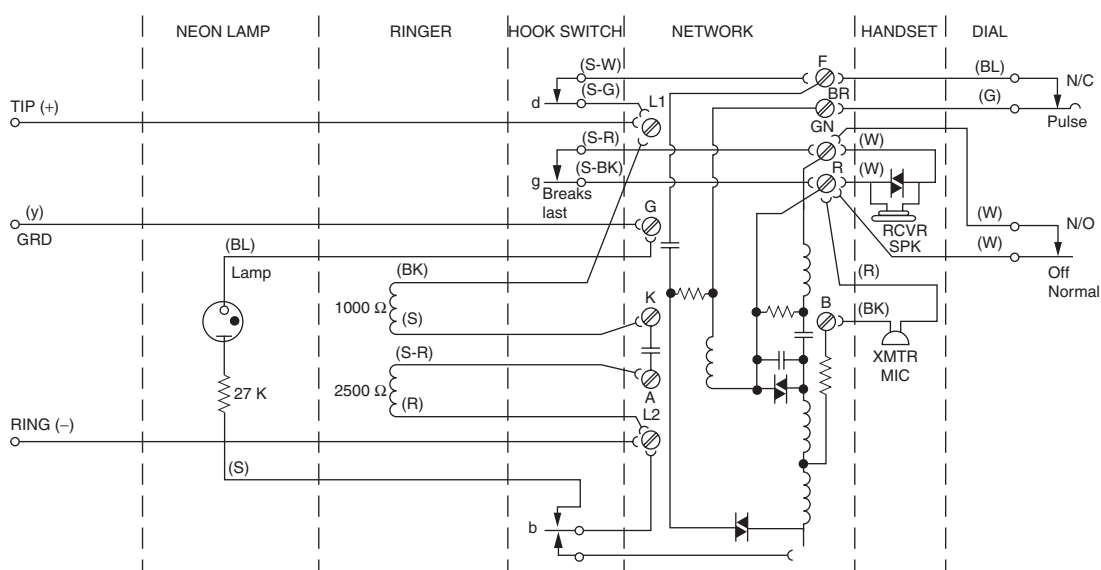 NEON LAMP
RINGER
HOOK SWITCH
NETWORK
HANDSET
DIAL
F
(S-W)
(BL)
N/C
(S-G)
d
L1
BR
(G)
TIP (+)
Pulse
GN
(S-R)
(W)
(S-BK)
R
(W)
g
Breaks
last
G
(y)
GRD
RCVR
SPK
(W)
N/O
(BL)
(W)
Lamp
(BK)
(R)
Off
Normal
1000 Ω
K
B
(BK)
(S)
(S-R)
XMTR
MIC
27 K
2500 Ω
A
(R)
L2
RING (–)
(S)
b